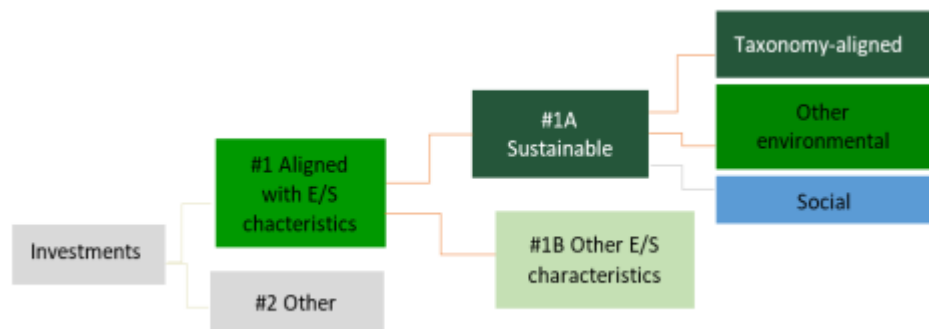 Taxonomy-aligned
#1A
Sustainable
Other
environmental
#1 Aligned
with E/S
chacteristics
Social
Investments
#1B Other E/S
characteristics
#2 Other